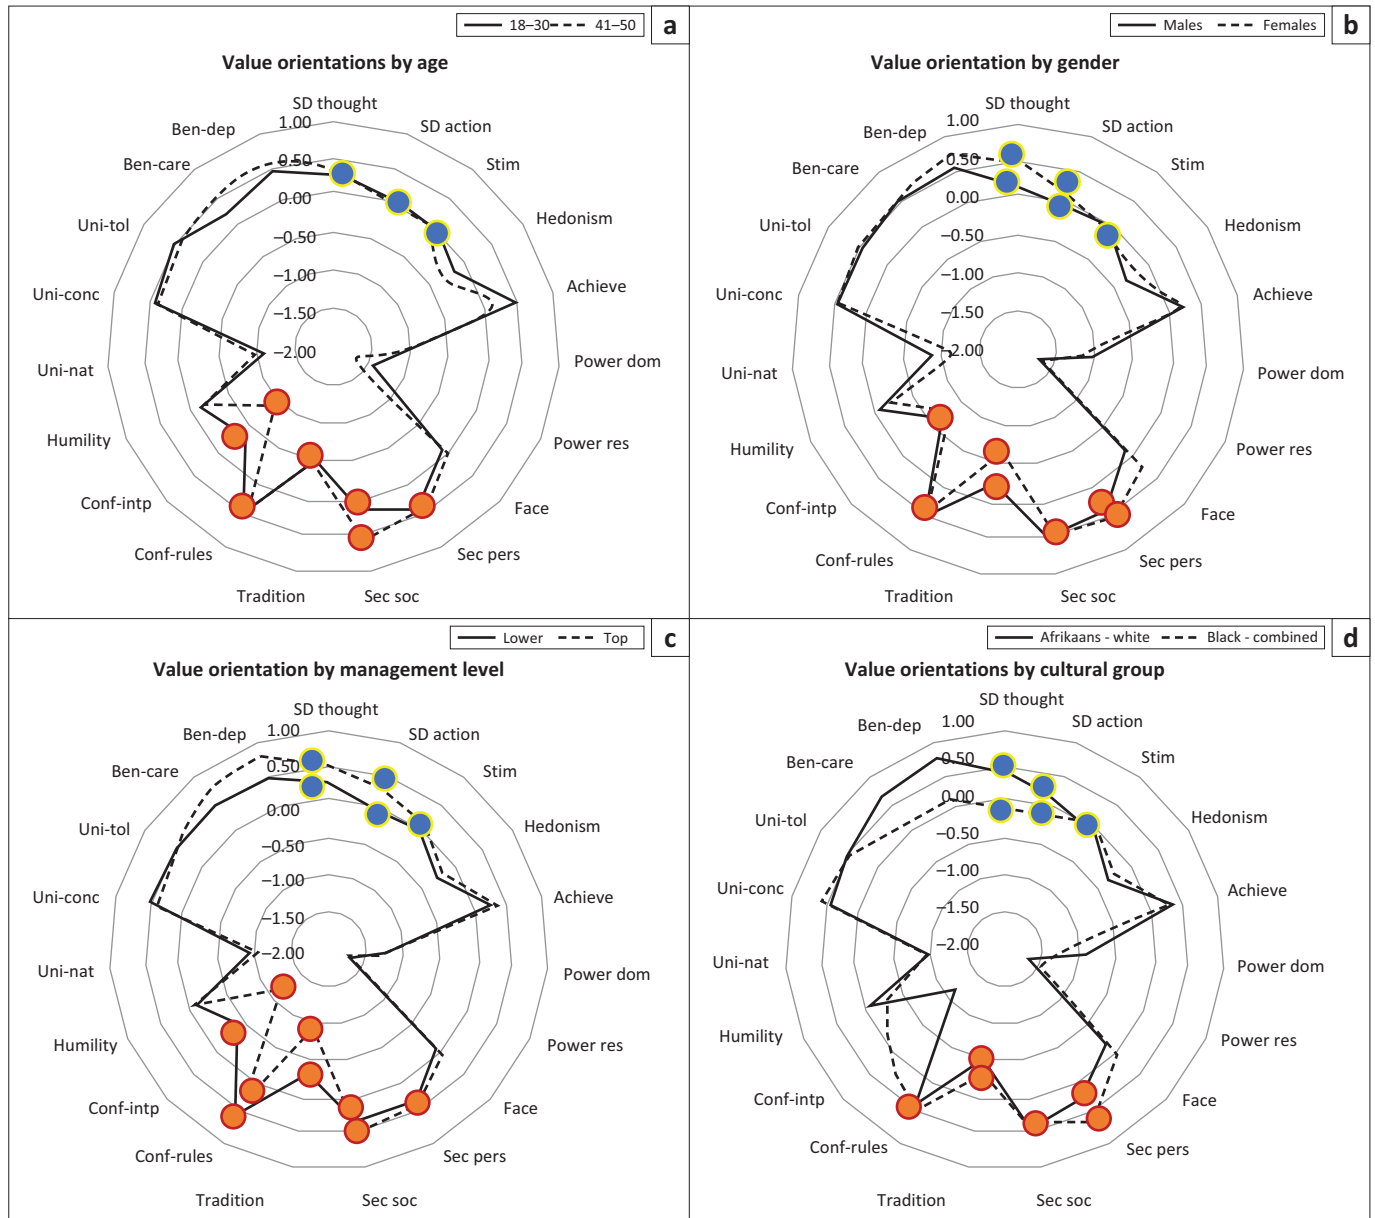 18–30 41–50 a
Value orientations by age
SD thought
1.00
SD action
Ben-dep
Stim
0.50
Ben-care
0.00
Uni-tol
Hedonism
–0.50
–1.00
Uni-conc
Achieve
–1.50
–2.00
Power dom
Uni-nat
Humility
Power res
Conf-intp
Face
Conf-rules
Sec pers
Tradition
Sec soc
Males Females b
Value orientation by gender
SD thought
1.00
SD action
Ben-dep
Stim
0.50
Ben-care
0.00
Uni-tol
Hedonism
–0.50
–1.00
Uni-conc
Achieve
–1.50
–2.00
Uni-nat
Power dom
Humility
Power res
Conf-intp
Face
Conf-rules
Sec pers
Tradition
Sec soc
Lower Top c
Value orientation by management level
SD thought
1.00
SD action
Ben-dep
0.50
Ben-care
Stim
0.00
Uni-tol
Hedonism
–0.50
–1.00
Uni-conc
Achieve
–1.50
–2.00
Uni-nat
Power dom
Humility
Power res
Conf-intp
Face
Conf-rules
Sec pers
Tradition
Sec soc
Afrikaans - white Black - combined d
Value orientations by cultural group
SD thought
1.00
SD action
Ben-dep
Ben-care
Stim
0.50
0.00
Uni-tol
Hedonism
–0.50
–1.00
Uni-conc
Achieve
–1.50
–2.00
Uni-nat
Power dom
Humility
Power res
Conf-intp
Face
Conf-rules
Sec pers
Tradition
Sec soc